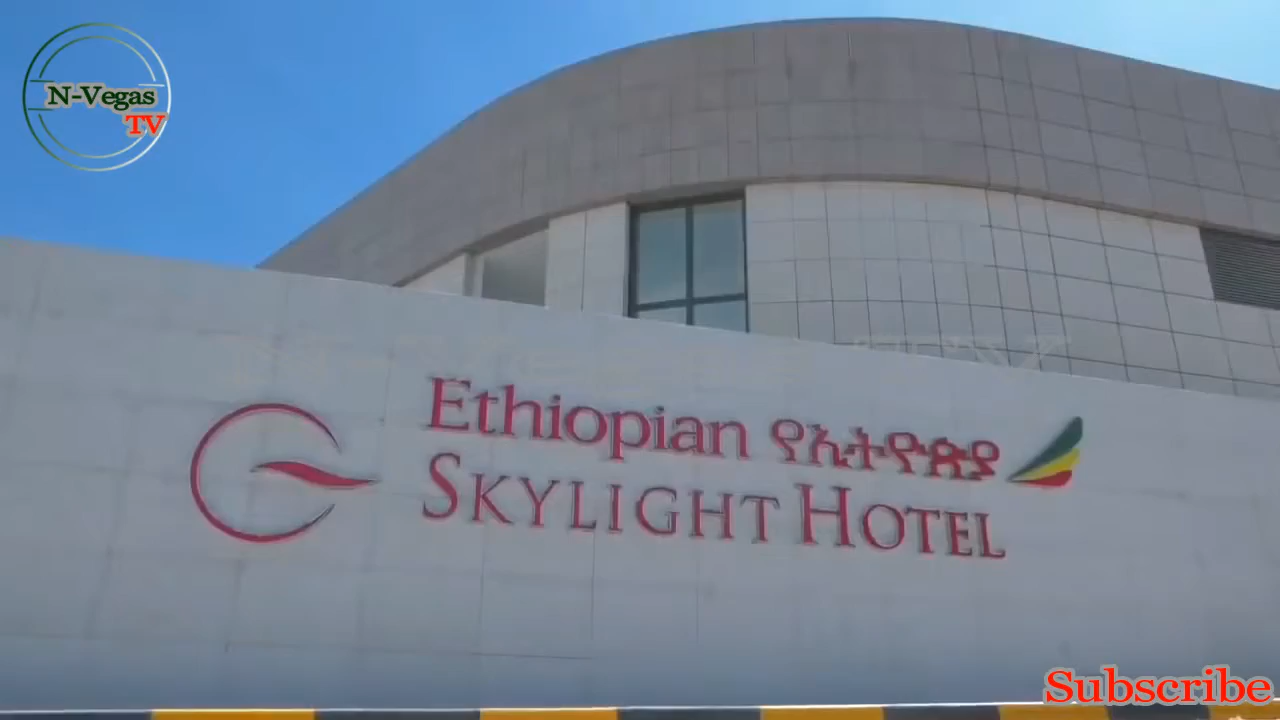 N-Vegas
TV
Ethiopian የኢትዮጵያ
SKYLIGHT HOTEL
Subscribe